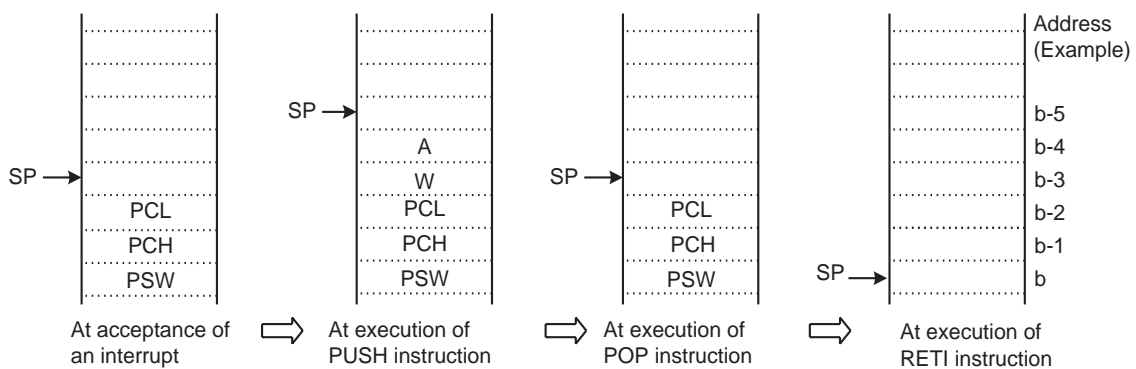 Address
(Example)
SP
b-5
A
b-4
SP
W
SP
b-3
PCL
PCL
PCL
b-2
PCH
PCH
PCH
b-1
PSW
PSW
PSW
SP
b
At acceptance of
an interrupt
At execution of
PUSH instruction
At execution of
POP instruction
At execution of
RETI instruction